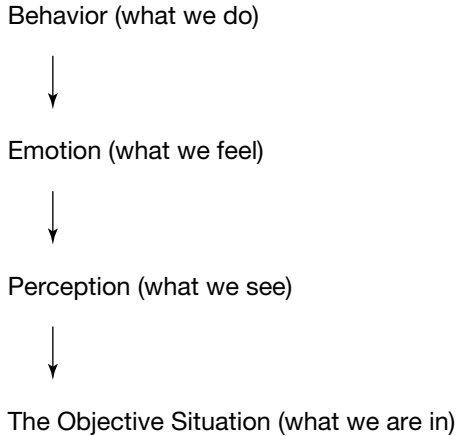 Behavior (what we do)
Emotion (what we feel)
Perception (what we see)
The Objective Situation (what we are in)